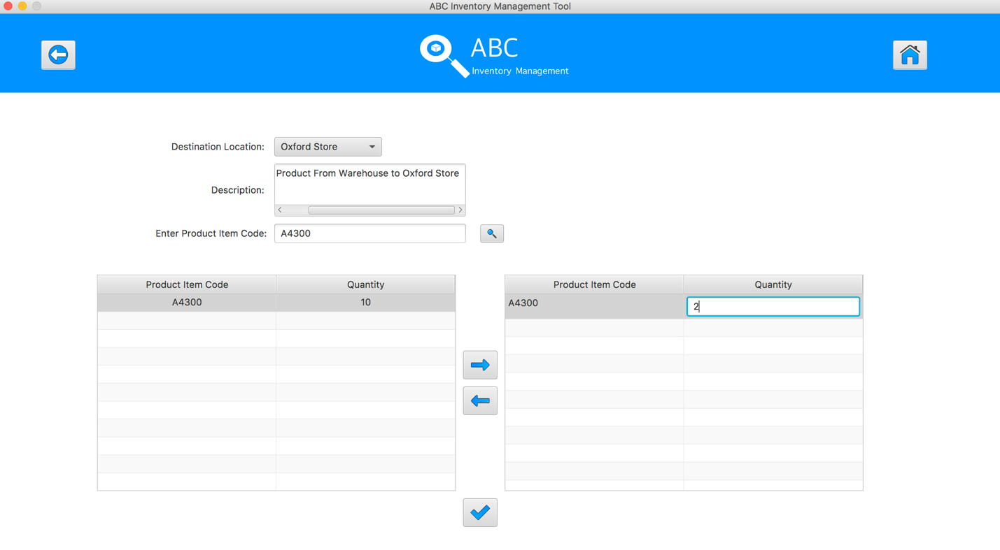 ABC Inventory Management Tool
ABC
Inventory Management
Destination Location: Oxford Store
Description: Product From Warehouse to Oxford Store
Enter Product Item Code: A4300
Product Item Code Quantity Product Item Code Quantity
A4300 10 A4300 2